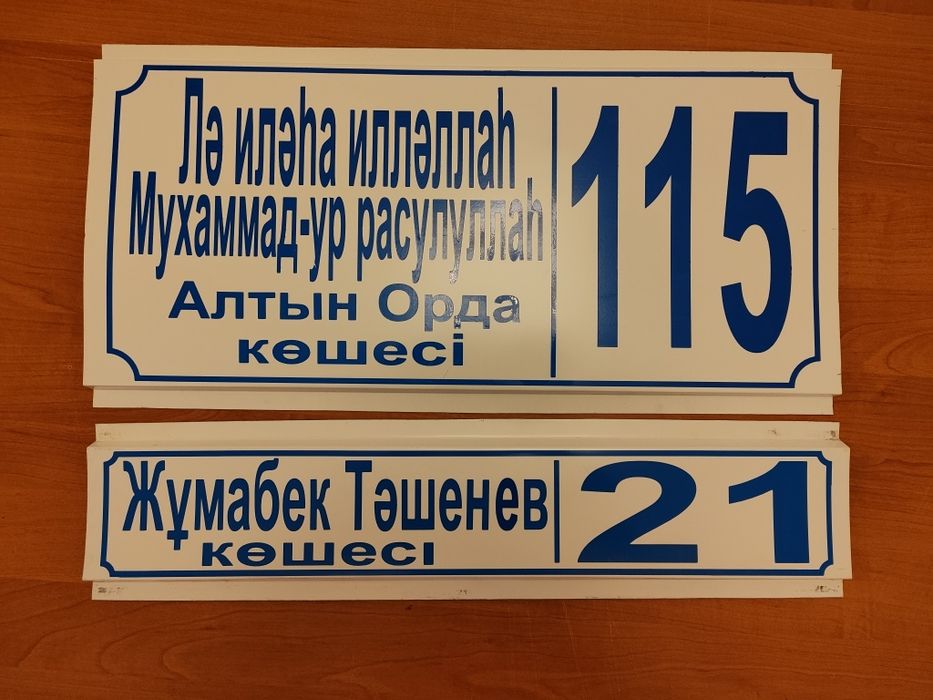 Лә иләһа илләллаһ
Мухаммад-ур расулуллаһ
Алтын Орда
көшесі
115
Жұмабек Тәшенев
көшесі
21